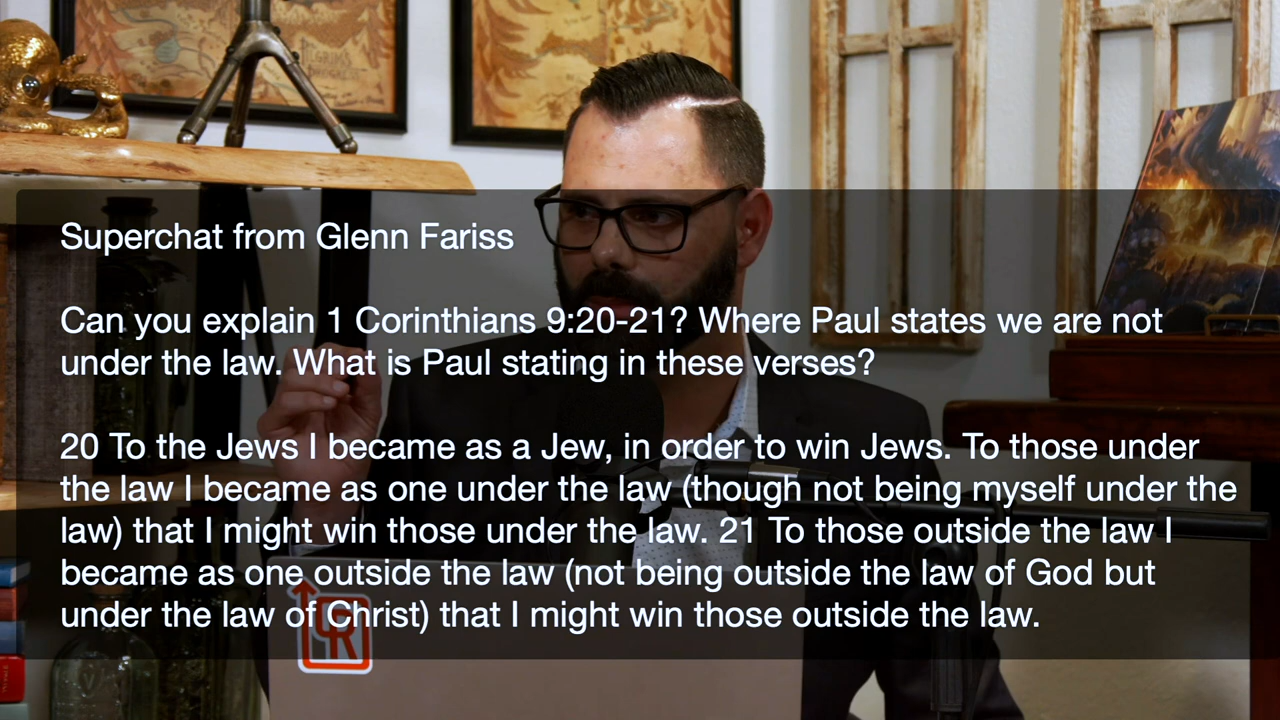 PILGRIM'S
PROGRESS
Superchat from Glenn Fariss
Can you explain 1 Corinthians 9:20-21? Where Paul states we are not
under the law. What is Paul stating in these verses?
20 To the Jews I became as a Jew, in order to win Jews. To those under
the law I became as one under the law (though not being myself under the
law) that I might win those under the law. 21 To those outside the law I
became as one outside the law (not being outside the law of God but
under the law of Christ) that I might win those outside the law.